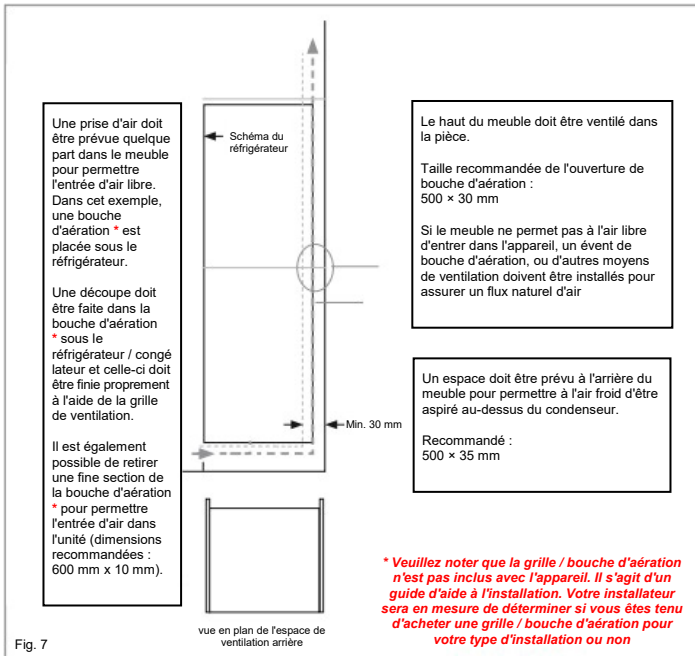 Une prise d'air doit
être prévue quelque
part dans le meuble
pour permettre
l'entrée d'air libre.
Dans cet exemple,
une bouche
d'aération * est
placée sous le
réfrigérateur.
Une découpe doit
être faite dans la
bouche d'aération
* sous le
réfrigérateur / congé
lateur et celle-ci doit
être finie proprement
à l'aide de la grille
de ventilation.
Il est également
possible de retirer
une fine section de
la bouche d'aération
* pour permettre
l'entrée d'air dans
l'unité (dimensions
recommandées :
600 mm x 10 mm).
Schéma du
réfrigérateur
Min. 30 mm
vue en plan de l'espace de
ventilation arrière
Le haut du meuble doit être ventilé dans
la pièce.
Taille recommandée de l'ouverture de
bouche d'aération :
500 × 30 mm
Si le meuble ne permet pas à l'air libre
d'entrer dans l'appareil, un évent de
bouche d'aération, ou d'autres moyens
de ventilation doivent être installés pour
assurer un flux naturel d'air
Un espace doit être prévu à l'arrière du
meuble pour permettre à l'air froid d'être
aspiré au-dessus du condenseur.
Recommandé :
500 × 35 mm
* Veuillez noter que la grille / bouche d'aération
n'est pas inclus avec l'appareil. Il s'agit d'un
guide d'aide à l'installation. Votre installateur
sera en mesure de déterminer si vous êtes tenu
d'acheter une grille / bouche d'aération pour
votre type d'installation ou non
Fig. 7